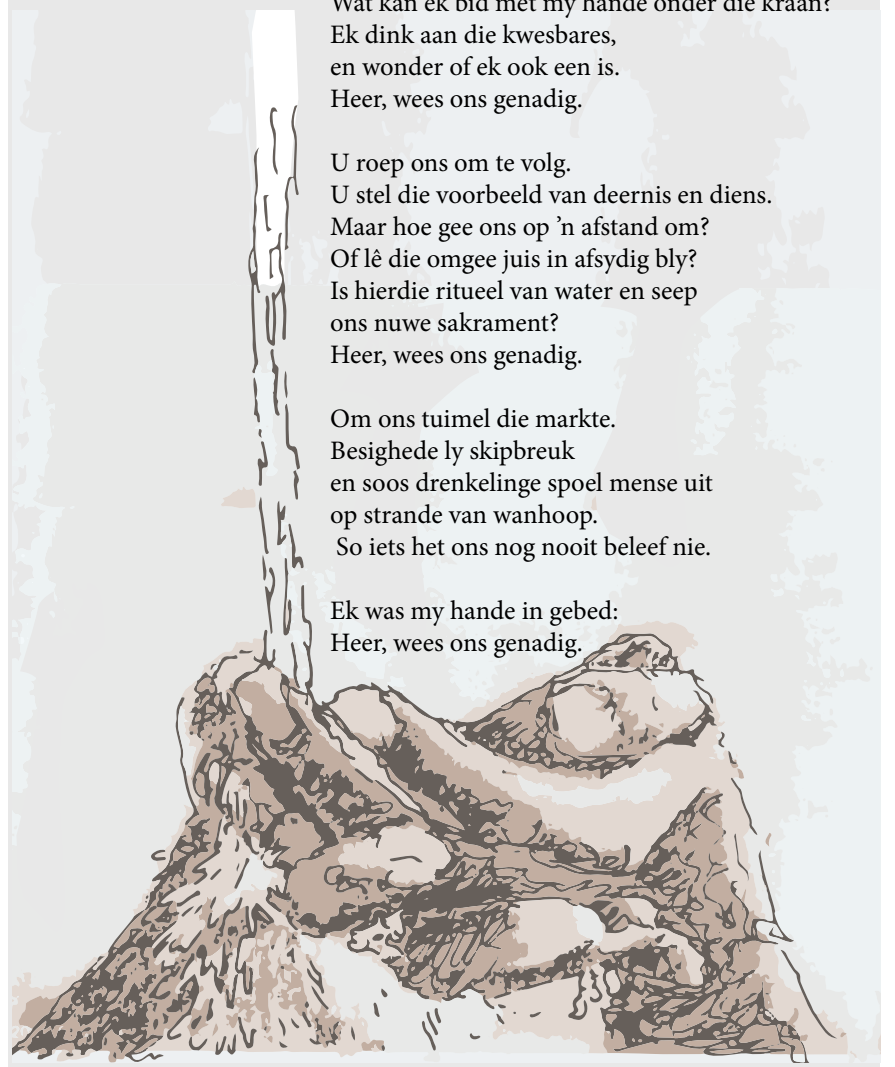 Wat kan ek bid met my hande onder die kraan?
Ek dink aan die kwesbares,
en wonder of ek ook een is.
Heer, wees ons genadig.

U roep ons om te volg.
U stel die voorbeeld van deernis en diens.
Maar hoe gee ons op ’n afstand om?
Of lê die omgee juis in afsydig bly?
Is hierdie ritueel van water en seep
ons nuwe sakrament?
Heer, wees ons genadig.

Om ons tuimel die markte.
Besighede ly skipbreuk
en soos drenkelinge spoel mense uit
op strande van wanhoop.
So iets het ons nog nooit beleef nie.

Ek was my hande in gebed:
Heer, wees ons genadig.